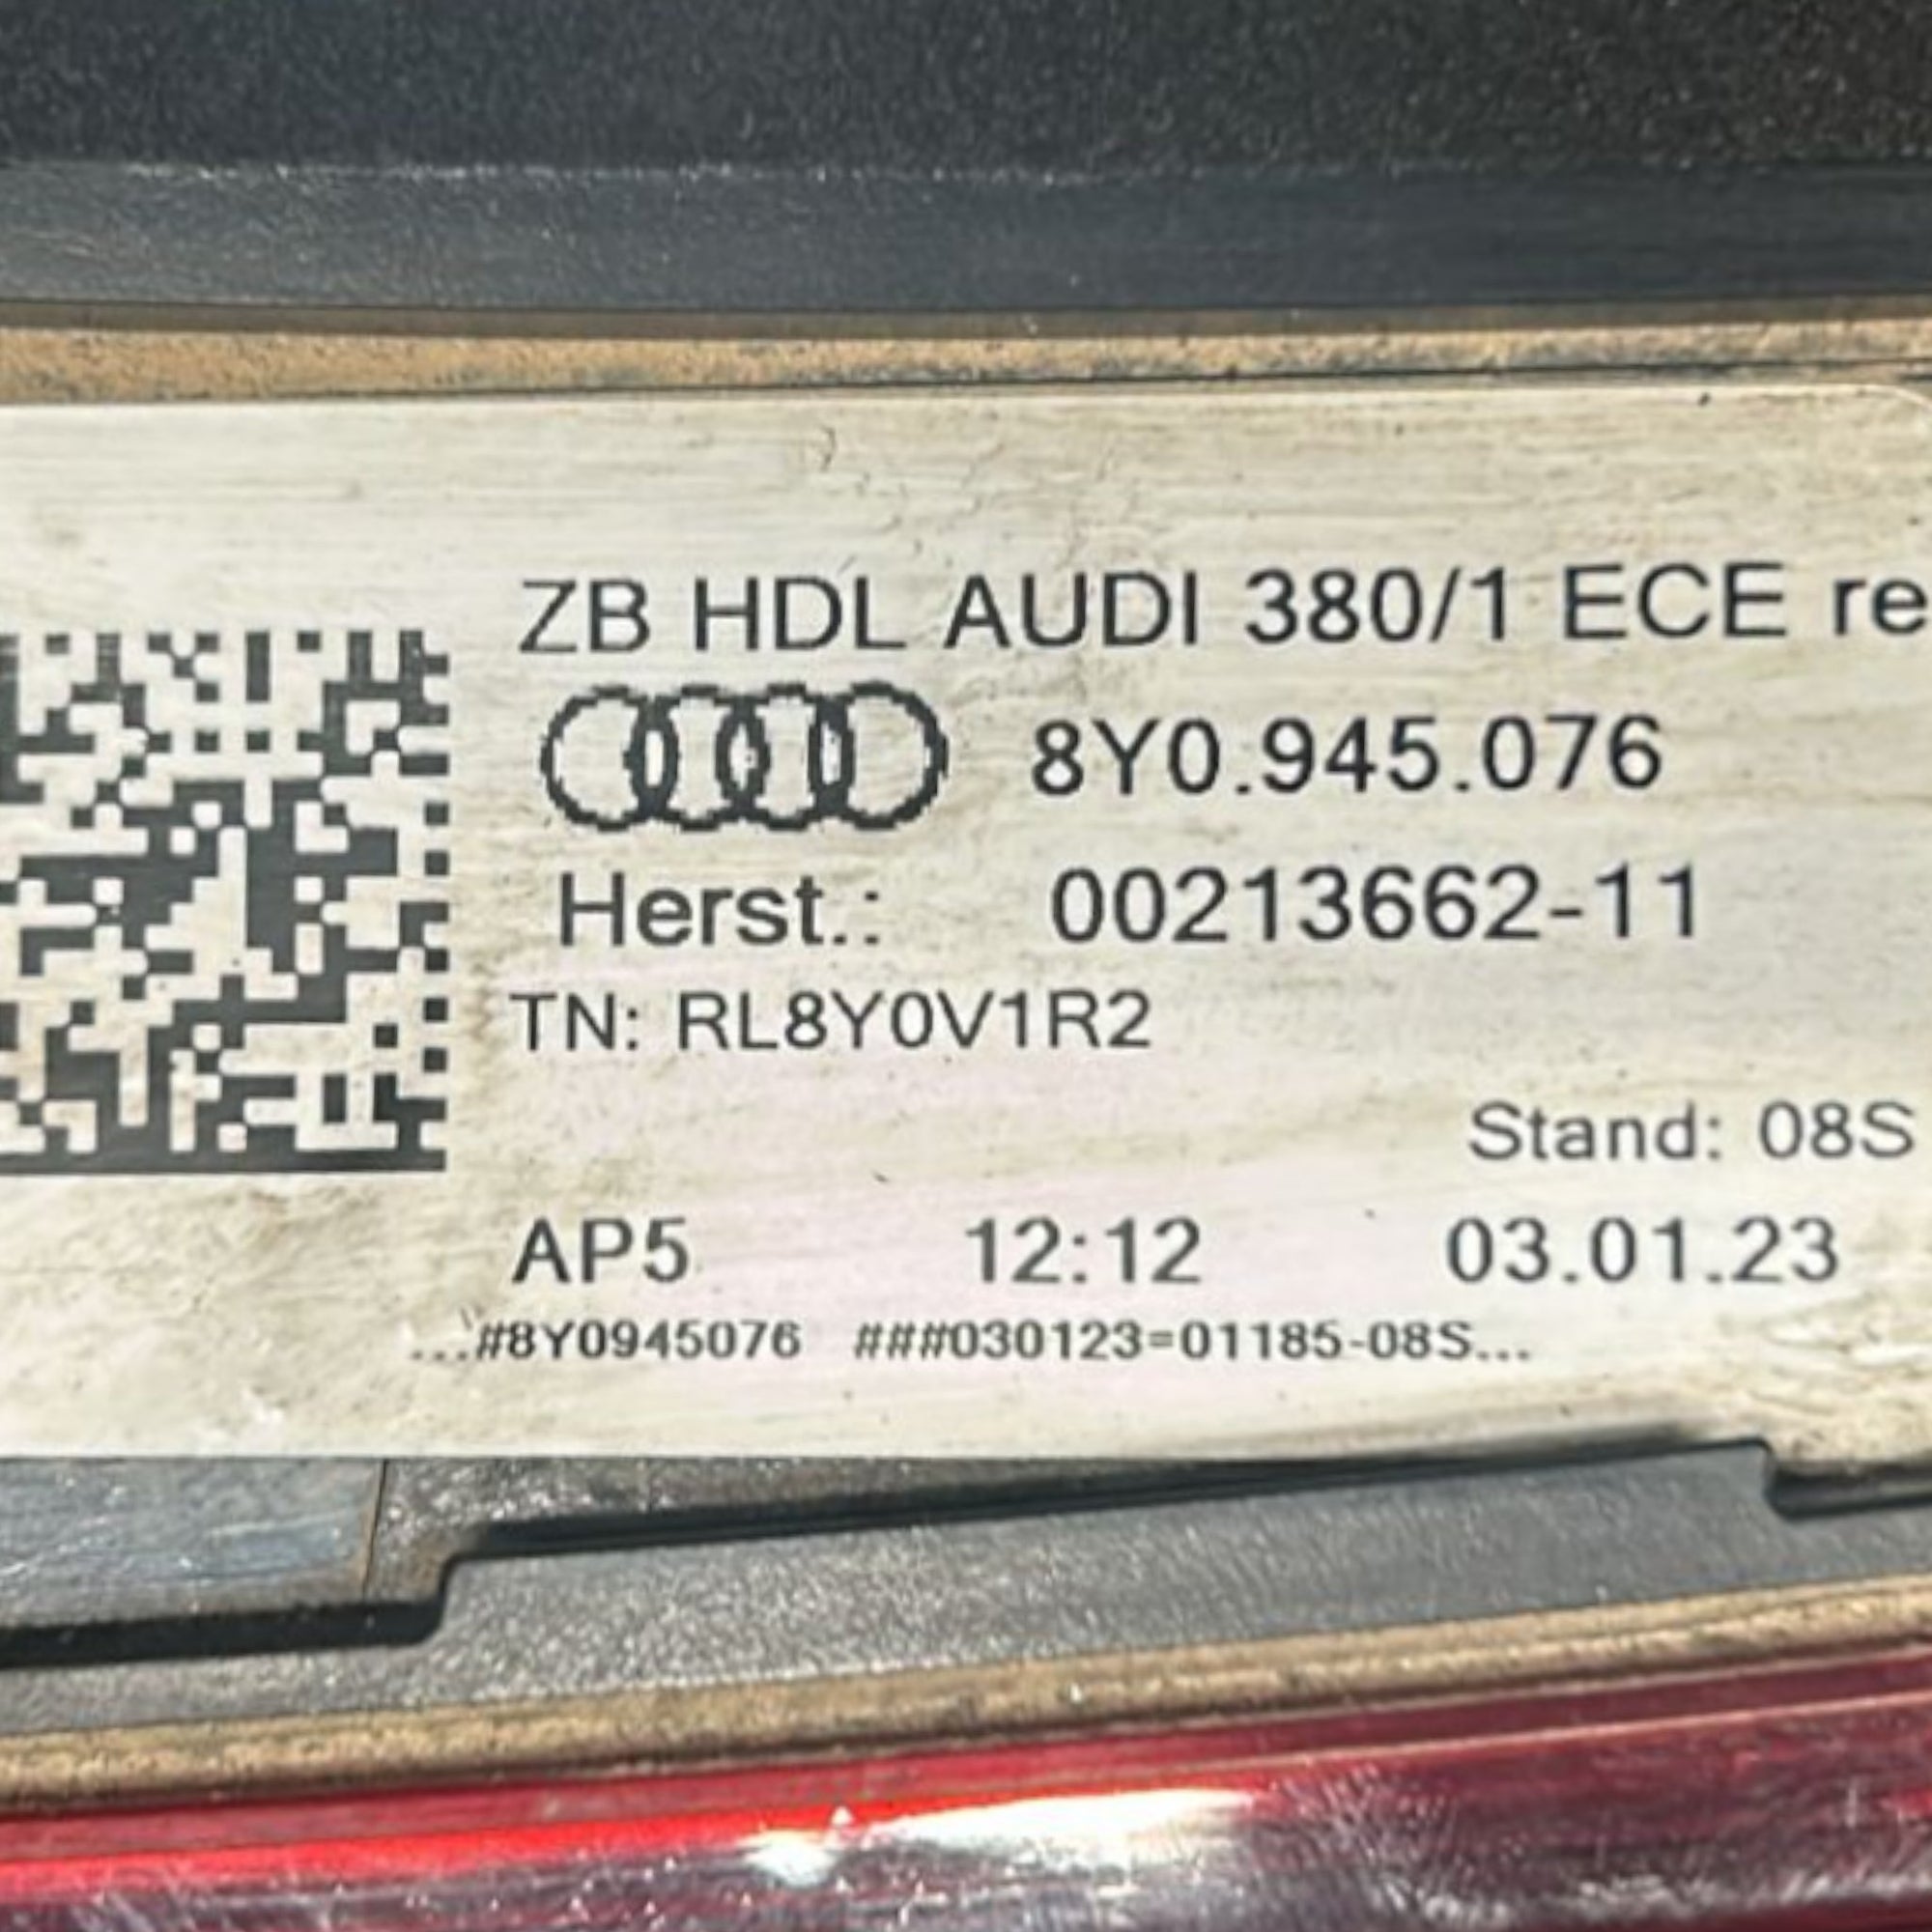 ZB HDL AUDI 380/1 ECE re
8Y0.945.076
Herst.: 00213662-11
TN: RL8Y0V1R2
Stand: 08S
AP5 12:12 03.01.23
...#8Y0945076 ###030123=01185-08S...